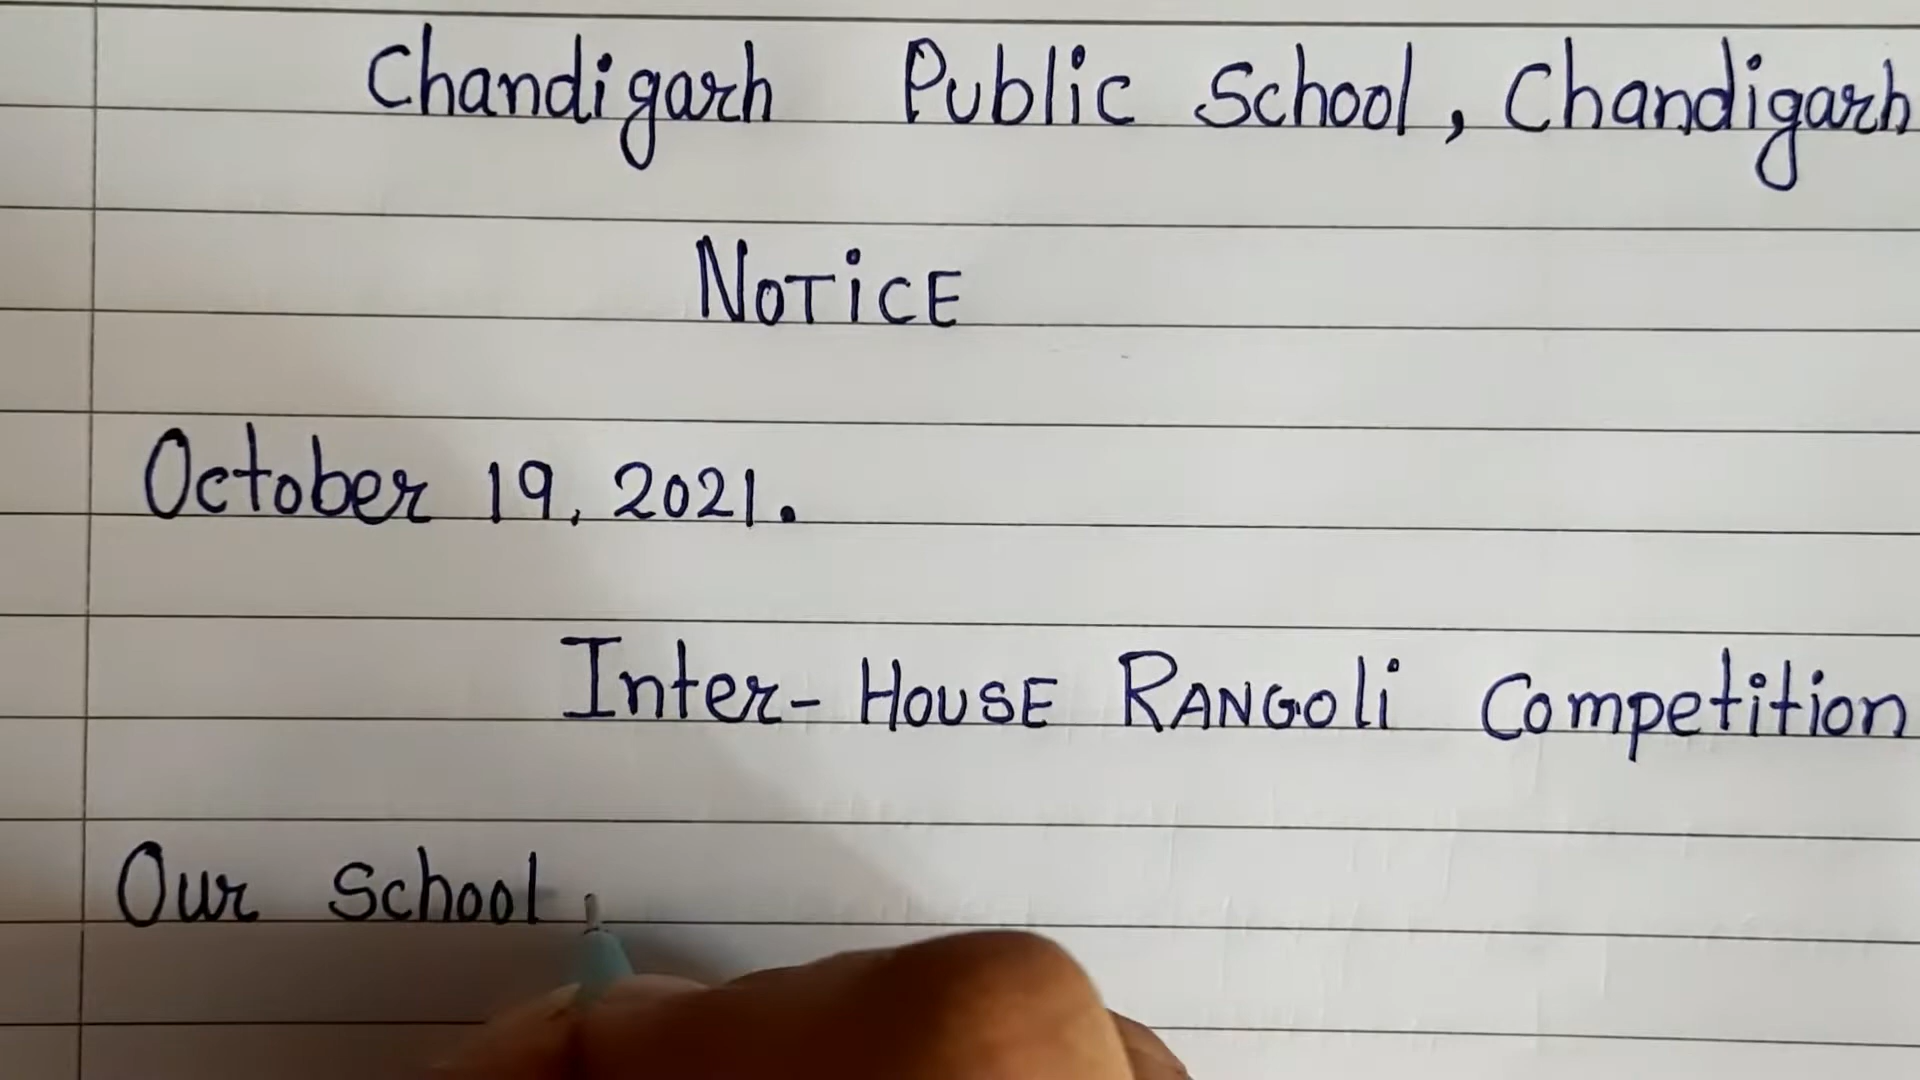 Chandigarh Public School, Chandigarh
NOTiCE
October 19, 2021.
Inter-HOUSE RANGOli Competition
Our School